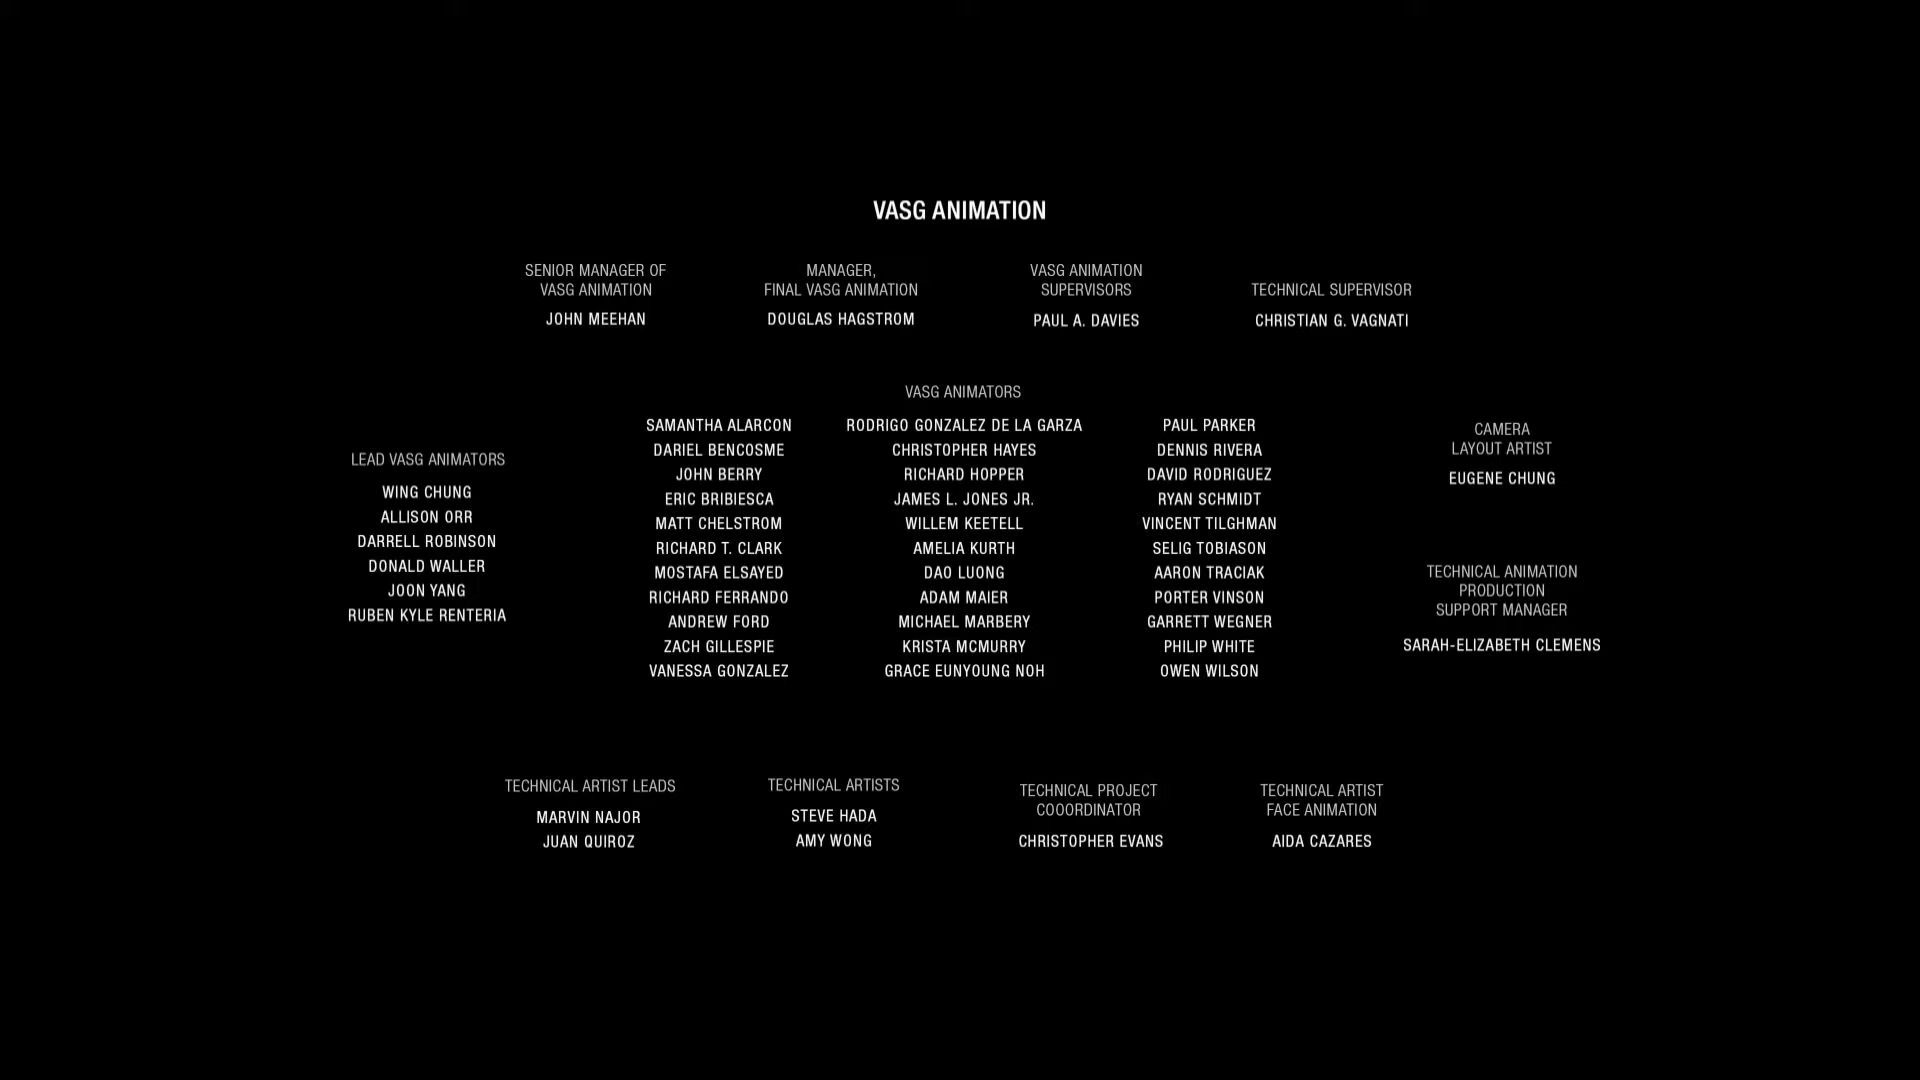 VASG ANIMATION
SENIOR MANAGER OF
VASG ANIMATION
JOHN MEEHAN
MANAGER,
FINAL VASG ANIMATION
DOUGLAS HAGSTROM
VASG ANIMATION
SUPERVISORS
PAUL A. DAVIES
TECHNICAL SUPERVISOR
CHRISTIAN G. VAGNATI
LEAD VASG ANIMATORS
WING CHUNG
ALLISON ORR
DARRELL ROBINSON
DONALD WALLER
JOON YANG
RUBEN KYLE RENTERIA
VASG ANIMATORS
SAMANTHA ALARCON
DARIEL BENCOSME
JOHN BERRY
ERIC BRIBIESCA
MATT CHELSTROM
RICHARD T. CLARK
MOSTAFA ELSAYED
RICHARD FERRANDO
ANDREW FORD
ZACH GILLESPIE
VANESSA GONZALEZ
RODRIGO GONZALEZ DE LA GARZA
CHRISTOPHER HAYES
RICHARD HOPPER
JAMES L. JONES JR.
WILLEM KEETELL
AMELIA KURTH
DAO LUONG
ADAM MAIER
MICHAEL MARBERY
KRISTA MCMURRY
GRACE EUNYOUNG NOH
PAUL PARKER
DENNIS RIVERA
DAVID RODRIGUEZ
RYAN SCHMIDT
VINCENT TILGHMAN
SELIG TOBIASON
AARON TRACIAK
PORTER VINSON
GARRETT WEGNER
PHILIP WHITE
OWEN WILSON
CAMERA
LAYOUT ARTIST
EUGENE CHUNG
TECHNICAL ANIMATION
PRODUCTION
SUPPORT MANAGER
SARAH-ELIZABETH CLEMENS
TECHNICAL ARTIST LEADS
MARVIN NAJOR
JUAN QUIROZ
TECHNICAL ARTISTS
STEVE HADA
AMY WONG
TECHNICAL PROJECT
COOORDINATOR
CHRISTOPHER EVANS
TECHNICAL ARTIST
FACE ANIMATION
AIDA CAZARES